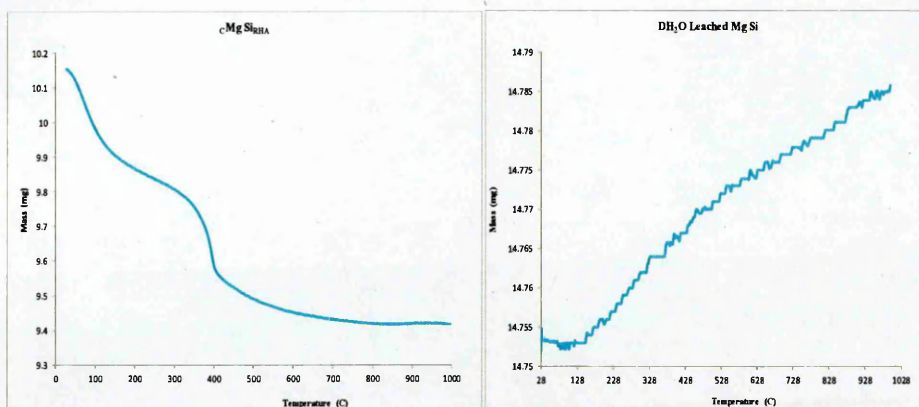 cMg SiRHA
10.2
10.1
10
9.9
9.8
9.7
9.6
9.5
9.4
9.3
Mass (mg)
0 100 200 300 400 500 600 700 800 900 1000
Temperature (C)
DH2O Leached Mg Si
14.79
14.785
14.78
14.775
14.77
14.765
14.76
14.755
14.75
Mass (mg)
28 128 228 328 428 528 628 728 828 928 1028
Temperature (C)